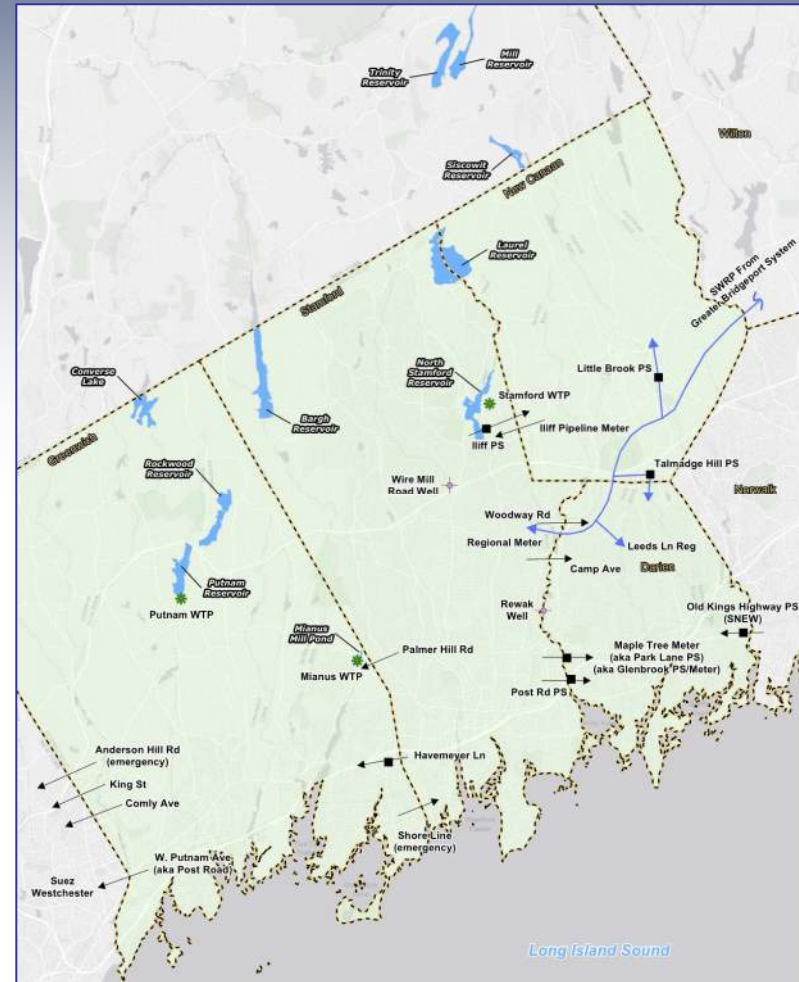 Mill
Reservoir
Trinity
Reservoir
Wilton
Siscowit
Reservoir
New Canaan
Laurel
Reservoir
SWRP From
Greater Bridgeport System
Stamford
Converse
Lake
Little Brook PS
North
Stamford
Reservoir
Stamford WTP
Bargh
Reservoir
Iliff Pipeline Meter
Iliff PS
Greenwich
Rockwood
Reservoir
Talmadge Hill PS
Wire Mill
Road Well
Norwalk
Woodway Rd
Regional Meter
Leeds Ln Reg
Camp Ave
Darien
Putnam
Reservoir
Putnam WTP
Rewak
Well
Old Kings Highway PS
(SNEW)
Mianus
Mill Pond
Palmer Hill Rd
Maple Tree Meter
(aka Park Lane PS)
(aka Glenbrook PS/Meter)
Mianus WTP
Post Rd PS
Anderson Hill Rd
(emergency)
Havemeyer Ln
King St
Comly Ave
Shore Line
(emergency)
W. Putnam Ave
(aka Post Road)
Suez
Westchester
Long Island Sound